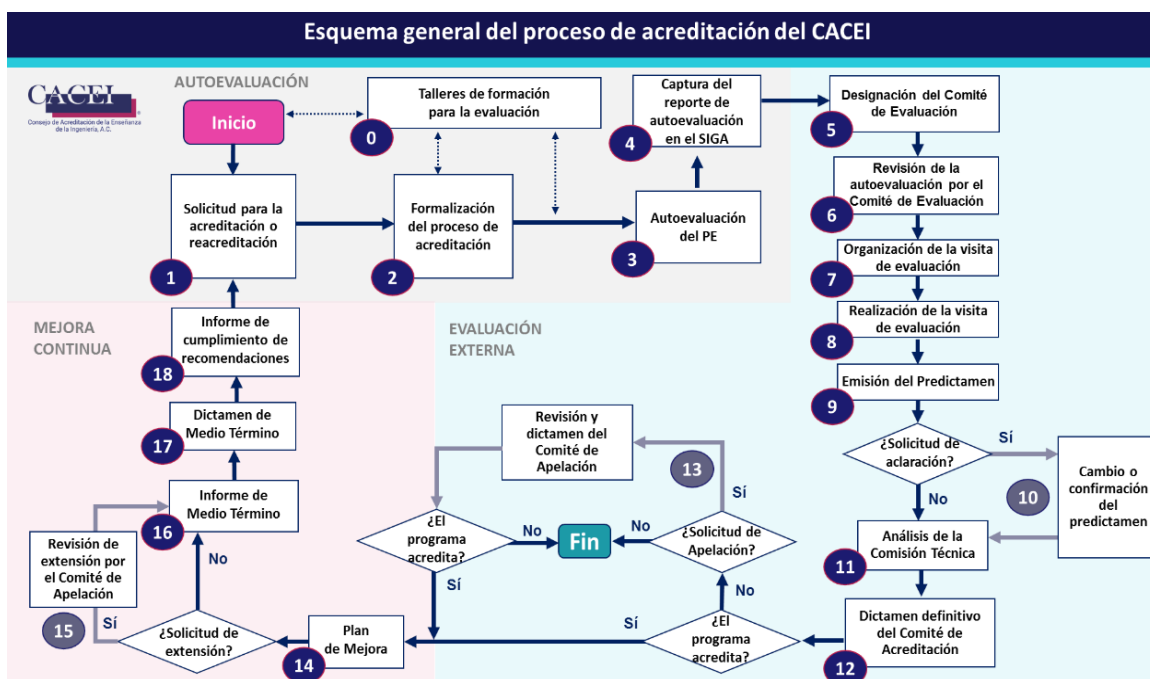 Esquema general del proceso de acreditación del CACEI
CACEI
®
Consejo de Acreditación de la Enseñanza
de la Ingeniería, A.C.
AUTOEVALUACIÓN
Inicio
Talleres de formación
para la evaluación
0
Solicitud para la
acreditación o
reacreditación
1
Formalización
del proceso de
acreditación
2
Autoevaluación
del PE
3
Captura del
reporte de
autoevaluación
en el SIGA
4
Designación del Comité
de Evaluación
5
Revisión de la
autoevaluación por el
Comité de Evaluación
6
Organización de la visita
de evaluación
7
Realización de la visita
de evaluación
8
Emisión del Predictamen
9
¿Solicitud de
aclaración?
Sí
No
Cambio o
confirmación
del
predictamen
10
Análisis de la
Comisión Técnica
11
Dictamen definitivo
del Comité de
Acreditación
12
EVALUACIÓN
EXTERNA
¿El
programa
acredita?
Sí
No
¿Solicitud de
Apelación?
Sí
No
13
Revisión y
dictamen del
Comité de
Apelación
¿El
programa
acredita?
No
Sí
Fin
MEJORA
CONTINUA
Plan
de Mejora
14
¿Solicitud de
extensión?
Sí
No
15
Revisión de
extensión por
el Comité de
Apelación
Informe de
Medio Término
16
Dictamen de
Medio Término
17
Informe de
cumplimiento de
recomendaciones
18